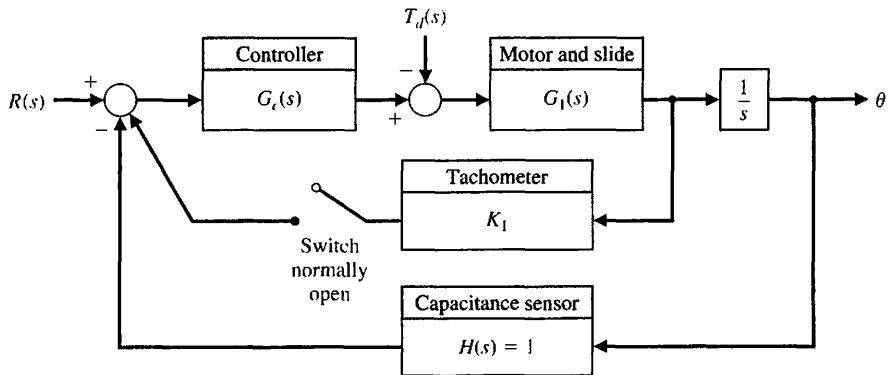 T_d(s)
Controller
Motor and slide
R(s)
+
−
G_c(s)
−
+
G_1(s)
1/s
θ
Tachometer
K_1
Switch
normally
open
Capacitance sensor
H(s) = 1